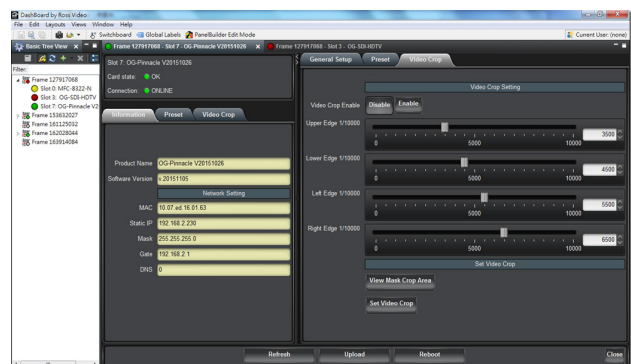 DashBoard by Ross Video
File Edit Layouts Views Window Help
Switchboard Global Labels PanelBuilder Edit Mode
Current User: (none)
Basic Tree View
Frame 127917068 - Slot 7 - OG-Pinnacle V20151026
Frame 127917068 - Slot 3 - OG-SDI-HDTV
Filter:
Frame 127917068
Slot 0: MFC-8322-N
Slot 3: OG-SDI-HDTV
Slot 7: OG-Pinnacle V2
Frame 153632027
Frame 161125032
Frame 162028044
Frame 163914084
Slot 7: OG-Pinnacle V20151026
Card state: OK
Connection: ONLINE
Information Preset Video Crop
Product Name OG-Pinnacle V20151026
Software Version v.20151105
Network Setting
MAC 10.07.ed.16.01.63
Static IP 192.168.2.230
Mask 255.255.255.0
Gate 192.168.2.1
DNS 0
General Setup Preset Video Crop
Video Crop Setting
Video Crop Enable Disable Enable
Upper Edge 1/10000
0 5000 10000 3500
Lower Edge 1/10000
0 5000 10000 4500
Left Edge 1/10000
0 5000 10000 5500
Right Edge 1/10000
0 5000 10000 6500
Set Video Crop
View Mask Crop Area
Set Video Crop
Refresh Upload Reboot Close